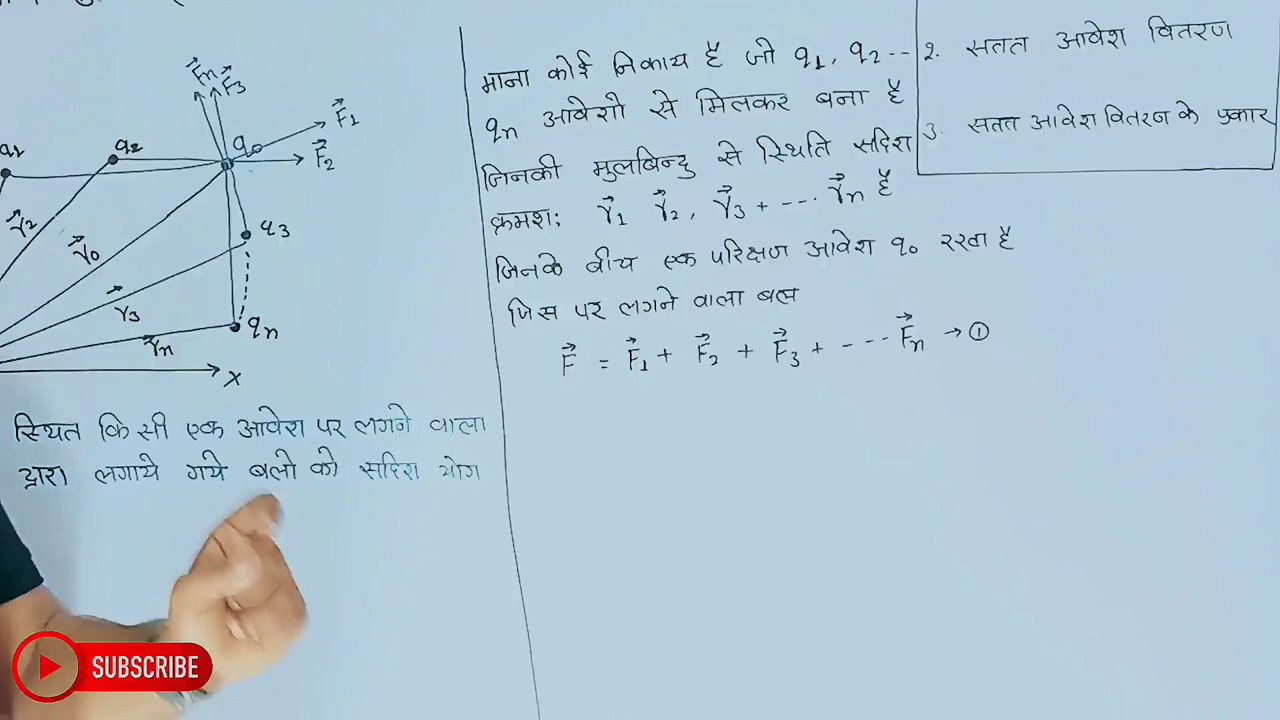 F⃗n F⃗3
q₀ F⃗1
F⃗2
q1 q2
r⃗2 r⃗0
q3
r⃗3
qn
r⃗n
X
स्थित किसी एक आवेश पर लगने वाला
द्वारा लगाये गये बलो को सदिश योग
माना कोई निकाय है जो q1, q2 --
qn आवेशो से मिलकर बना है
जिनकी मुलबिन्दु से स्थिति सदिश
क्रमश: r⃗1 r⃗2, r⃗3 + ---. r⃗n है
जिनके बीच एक परिक्षण आवेश q₀ रखा है
जिस पर लगने वाला बल
F⃗ = F⃗1 + F⃗2 + F⃗3 + --- F⃗n → ①
2. सतत आवेश वितरण
3. सतत आवेश वितरण के प्रकार
SUBSCRIBE